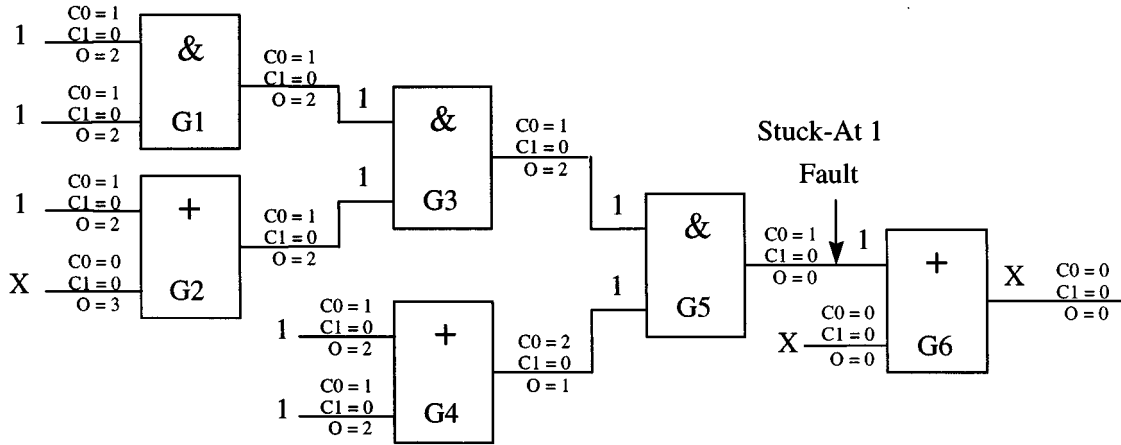 1
C0 = 1
C1 = 0
O = 2
1
C0 = 1
C1 = 0
O = 2
&
G1
C0 = 1
C1 = 0
O = 2
1
C0 = 1
C1 = 0
O = 2
X
C0 = 0
C1 = 0
O = 3
+
G2
C0 = 1
C1 = 0
O = 2
1
1
&
G3
C0 = 1
C1 = 0
O = 2
1
C0 = 1
C1 = 0
O = 2
1
C0 = 1
C1 = 0
O = 2
+
G4
C0 = 2
C1 = 0
O = 1
1
1
&
G5
C0 = 1
C1 = 0
O = 0
Stuck-At 1
Fault
1
X
C0 = 0
C1 = 0
O = 0
+
G6
X
C0 = 0
C1 = 0
O = 0